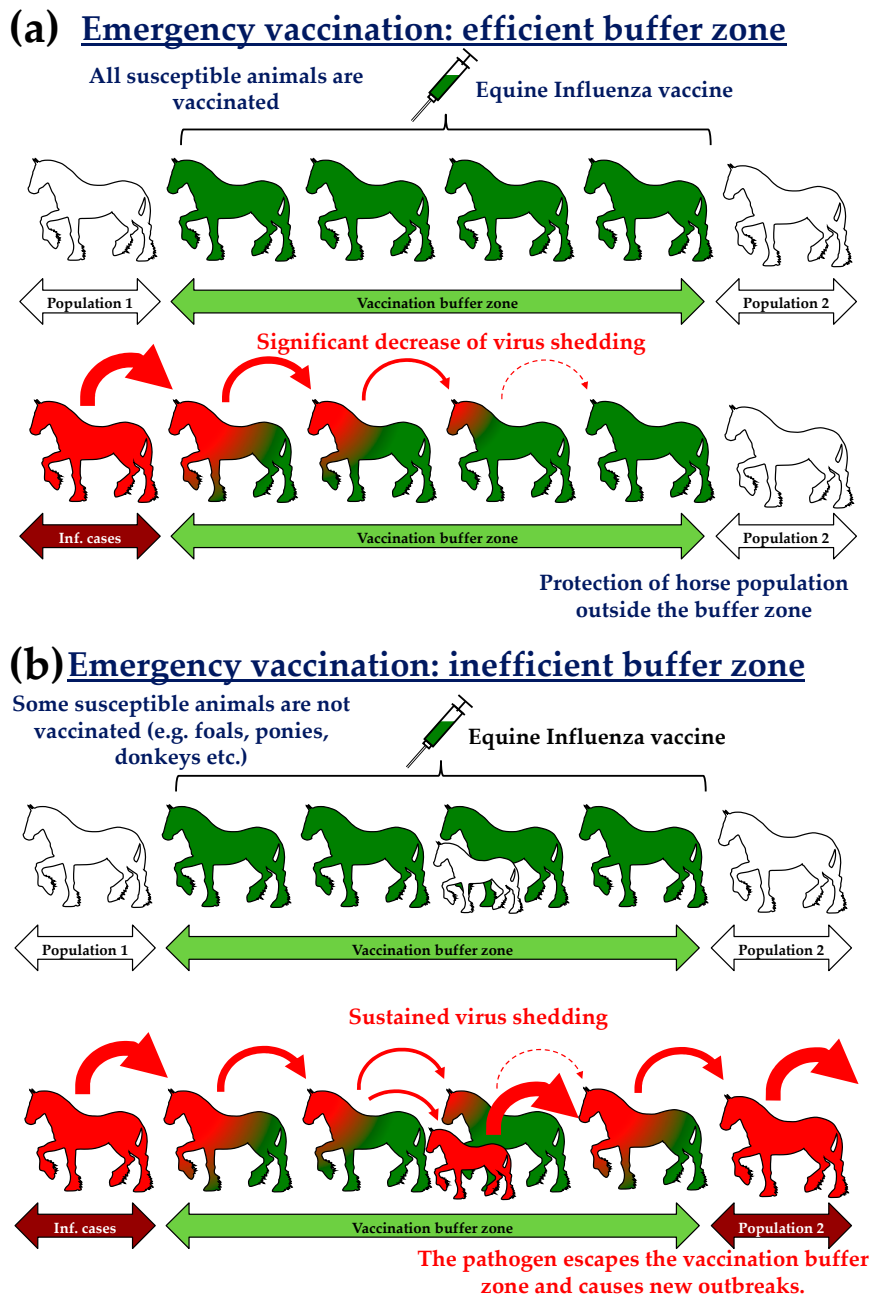 (a) Emergency vaccination: efficient buffer zone
All susceptible animals are
vaccinated
Equine Influenza vaccine
Population 1
Vaccination buffer zone
Population 2
Significant decrease of virus shedding
Inf. cases
Vaccination buffer zone
Population 2
Protection of horse population
outside the buffer zone
(b) Emergency vaccination: inefficient buffer zone
Some susceptible animals are not
vaccinated (e.g. foals, ponies,
donkeys etc.)
Equine Influenza vaccine
Population 1
Vaccination buffer zone
Population 2
Sustained virus shedding
Inf. cases
Vaccination buffer zone
Population 2
The pathogen escapes the vaccination buffer
zone and causes new outbreaks.